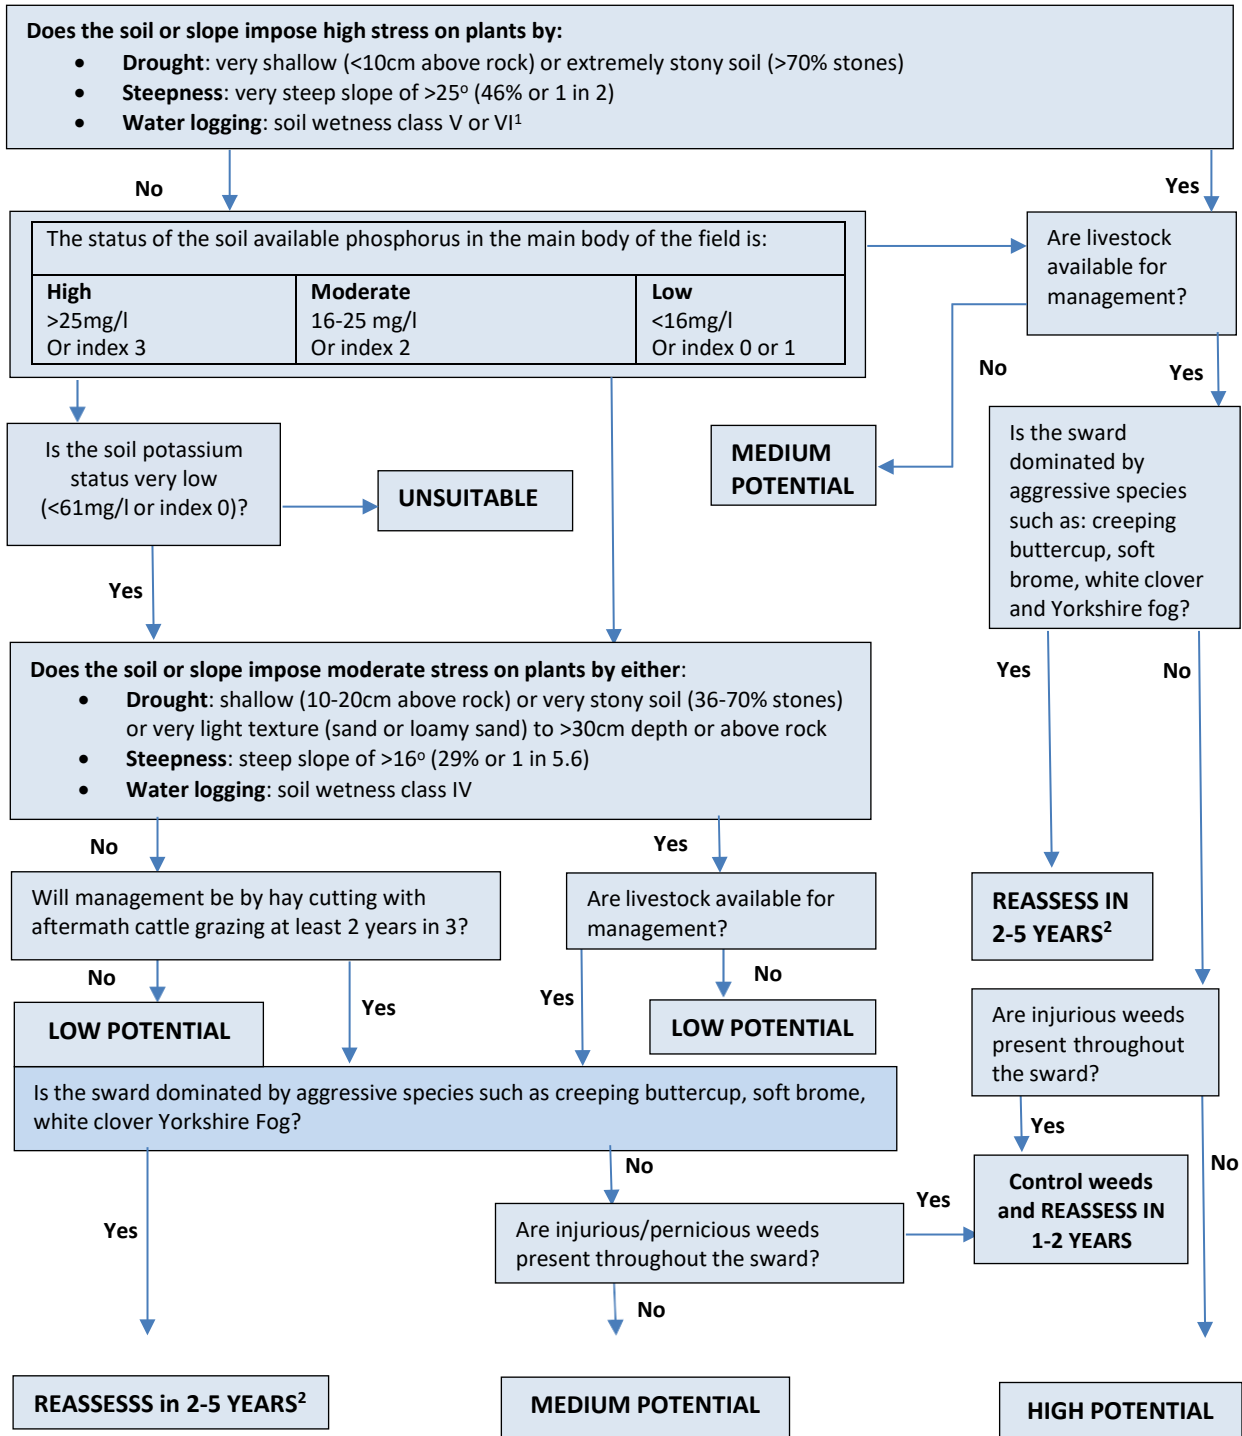 Does the soil or slope impose high stress on plants by:
• Drought: very shallow (<10cm above rock) or extremely stony soil (>70% stones)
• Steepness: very steep slope of >25º (46% or 1 in 2)
• Water logging: soil wetness class V or VI¹
No
Yes
The status of the soil available phosphorus in the main body of the field is:
High
>25mg/l
Or index 3
Moderate
16-25 mg/l
Or index 2
Low
<16mg/l
Or index 0 or 1
Are livestock
available for
management?
No
Yes
Is the soil potassium
status very low
(<61mg/l or index 0)?
UNSUITABLE
MEDIUM
POTENTIAL
Is the sward
dominated by
aggressive species
such as: creeping
buttercup, soft
brome, white clover
and Yorkshire fog?
Yes
Yes
No
Does the soil or slope impose moderate stress on plants by either:
• Drought: shallow (10-20cm above rock) or very stony soil (36-70% stones)
or very light texture (sand or loamy sand) to >30cm depth or above rock
• Steepness: steep slope of >16º (29% or 1 in 5.6)
• Water logging: soil wetness class IV
No
Yes
Will management be by hay cutting with
aftermath cattle grazing at least 2 years in 3?
Are livestock available for
management?
REASSESS IN
2-5 YEARS²
No
Yes
Yes
No
LOW POTENTIAL
LOW POTENTIAL
Are injurious weeds
present throughout
the sward?
Is the sward dominated by aggressive species such as creeping buttercup, soft brome,
white clover Yorkshire Fog?
Yes
No
Yes
No
Control weeds
and REASSESS IN
1-2 YEARS
Are injurious/pernicious weeds
present throughout the sward?
Yes
No
REASSESSS in 2-5 YEARS²
MEDIUM POTENTIAL
HIGH POTENTIAL